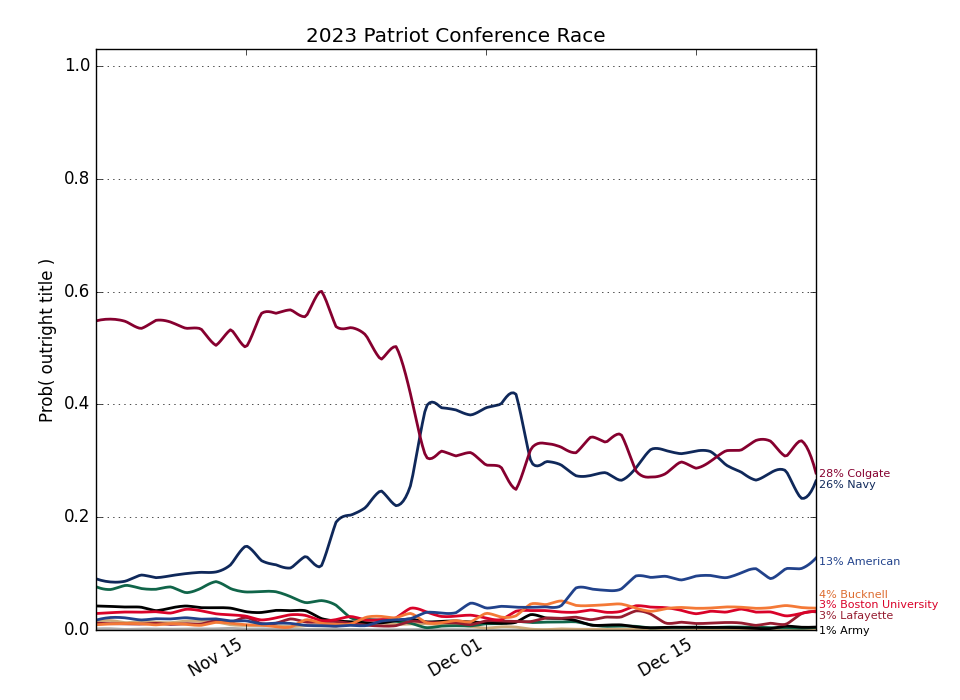 2023 Patriot Conference Race
Prob( outright title )
1.0
0.8
0.6
0.4
0.2
0.0
Nov 15
Dec 01
Dec 15
28% Colgate
26% Navy
13% American
4% Bucknell
3% Boston University
3% Lafayette
1% Army